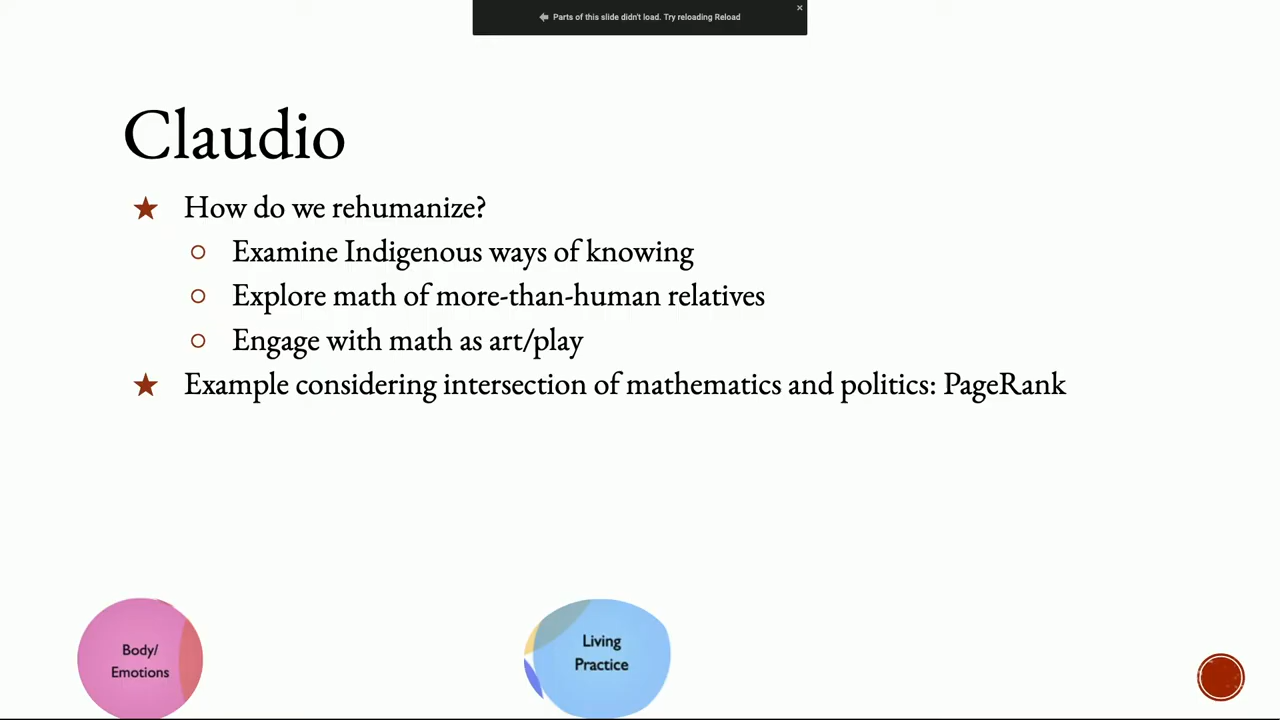 Parts of this slide didn't load. Try reloading Reload
Claudio
★ How do we rehumanize?
○ Examine Indigenous ways of knowing
○ Explore math of more-than-human relatives
○ Engage with math as art/play
★ Example considering intersection of mathematics and politics: PageRank
Body/
Emotions
Living
Practice